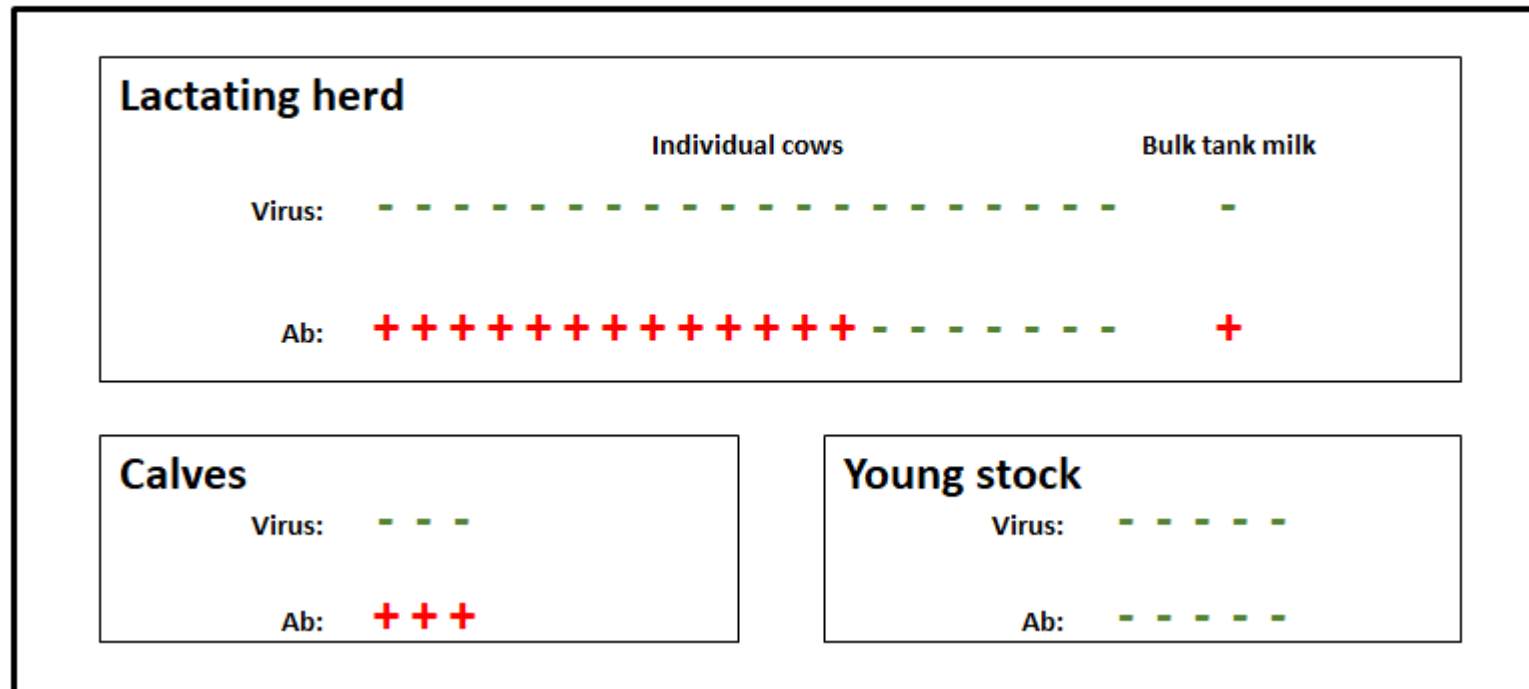 Lactating herd
Individual cows Bulk tank milk
Virus: - - - - - - - - - - - - - - - - - - - - -
Ab: + + + + + + + + + + + + + - - - - - - - +
Calves
Virus: - - -
Ab: + + +
Young stock
Virus: - - - - -
Ab: - - - - -